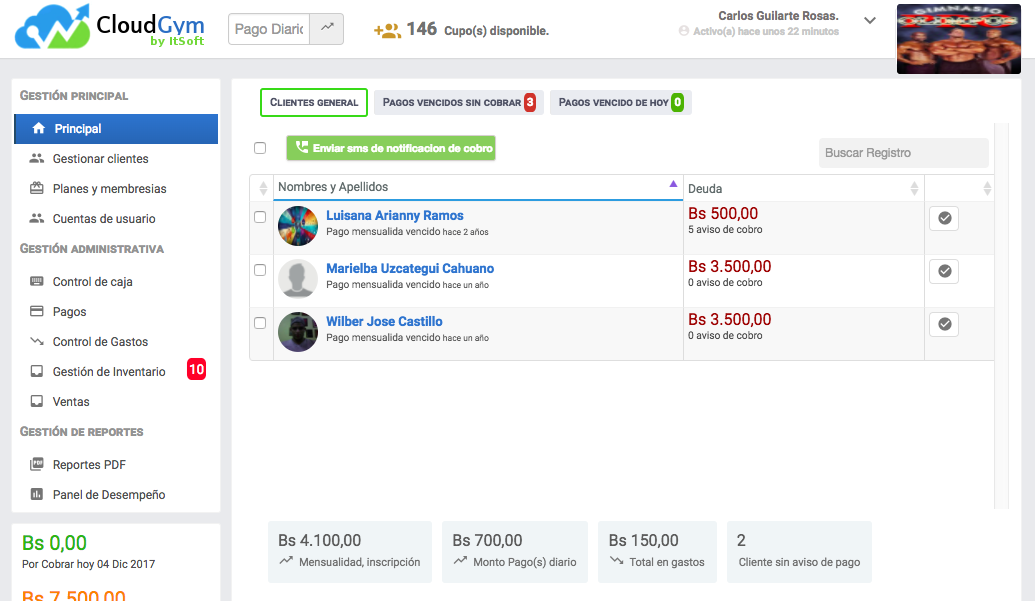 CloudGym
by ItSoft
Pago Diario
146 Cupo(s) disponible.
Carlos Guilarte Rosas.
Activo(a) hace unos 22 minutos
GIMNASIO
GESTIÓN PRINCIPAL
Principal
Gestionar clientes
Planes y membresias
Cuentas de usuario
GESTIÓN ADMINISTRATIVA
Control de caja
Pagos
Control de Gastos
Gestión de Inventario 10
Ventas
GESTIÓN DE REPORTES
Reportes PDF
Panel de Desempeño
Bs 0,00
Por Cobrar hoy 04 Dic 2017
Bs 7.500,00
CLIENTES GENERAL
PAGOS VENCIDOS SIN COBRAR 3
PAGOS VENCIDO DE HOY 0
Enviar sms de notificacion de cobro
Buscar Registro
Nombres y Apellidos
Deuda
Luisana Arianny Ramos
Pago mensualida vencido hace 2 años
Bs 500,00
5 aviso de cobro
Marielba Uzcategui Cahuano
Pago mensualida vencido hace un año
Bs 3.500,00
0 aviso de cobro
Wilber Jose Castillo
Pago mensualida vencido hace un año
Bs 3.500,00
0 aviso de cobro
Bs 4.100,00
Mensualidad, inscripción
Bs 700,00
Monto Pago(s) diario
Bs 150,00
Total en gastos
2
Cliente sin aviso de pago